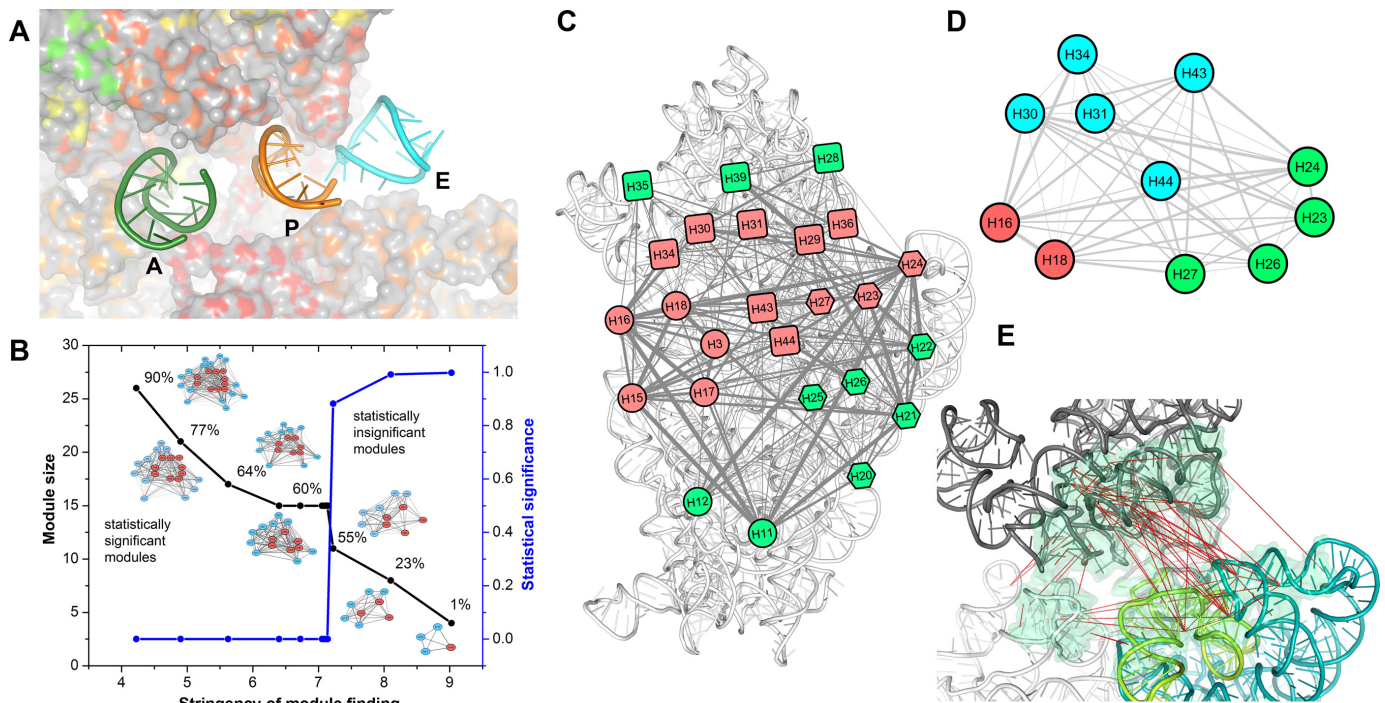 A
E
P
A
B
30
25
20
15
10
5
0
Module size
90%
77%
64%
60%
55%
23%
1%
statistically
significant
modules
statistically
insignificant
modules
1.0
0.8
0.6
0.4
0.2
0.0
Statistical significance
4 5 6 7 8 9
Stringency of module finding
C
H28
H39
H35
H36
H31
H30
H29
H34
H24
H23
H27
H18
H43
H16
H44
H3
H22
H26
H17
H25
H15
H21
H20
H12
H11
D
H34
H43
H30
H31
H24
H44
H23
H16
H18
H27
H26
E